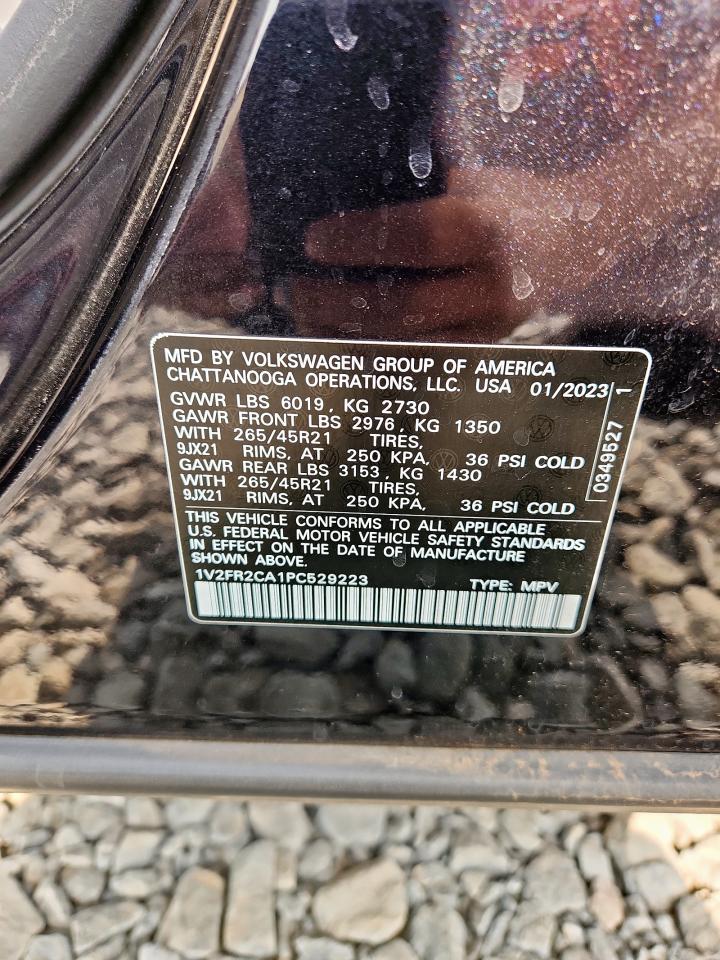 MFD BY VOLKSWAGEN GROUP OF AMERICA
CHATTANOOGA OPERATIONS, LLC. USA 01/2023
GVWR LBS 6019, KG 2730
GAWR FRONT LBS 2976, KG 1350
WITH 265/45R21 TIRES,
9JX21 RIMS, AT 250 KPA, 36 PSI COLD
GAWR REAR LBS 3153, KG 1430
WITH 265/45R21 TIRES,
9JX21 RIMS, AT 250 KPA, 36 PSI COLD
0349527 1
THIS VEHICLE CONFORMS TO ALL APPLICABLE
U.S. FEDERAL MOTOR VEHICLE SAFETY STANDARDS
IN EFFECT ON THE DATE OF MANUFACTURE
SHOWN ABOVE.
1V2FR2CA1PC529223 TYPE: MPV